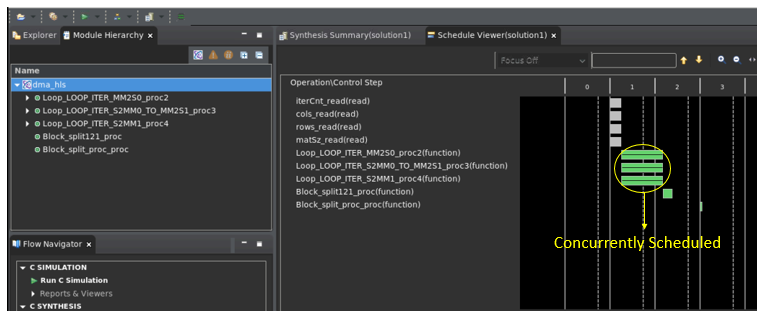 Explorer
Module Hierarchy
Synthesis Summary(solution1)
Schedule Viewer(solution1)
Focus Off
Name
dma_hls
Loop_LOOP_ITER_MM2S0_proc2
Loop_LOOP_ITER_S2MM0_TO_MM2S1_proc3
Loop_LOOP_ITER_S2MM1_proc4
Block_split121_proc
Block_split_proc_proc
Operation\Control Step
0 1 2 3
iterCnt_read(read)
cols_read(read)
rows_read(read)
matSz_read(read)
Loop_LOOP_ITER_MM2S0_proc2(function)
Loop_LOOP_ITER_S2MM0_TO_MM2S1_proc3(function)
Loop_LOOP_ITER_S2MM1_proc4(function)
Block_split121_proc(function)
Block_split_proc_proc(function)
Concurrently Scheduled
Flow Navigator
C SIMULATION
Run C Simulation
Reports & Viewers
C SYNTHESIS